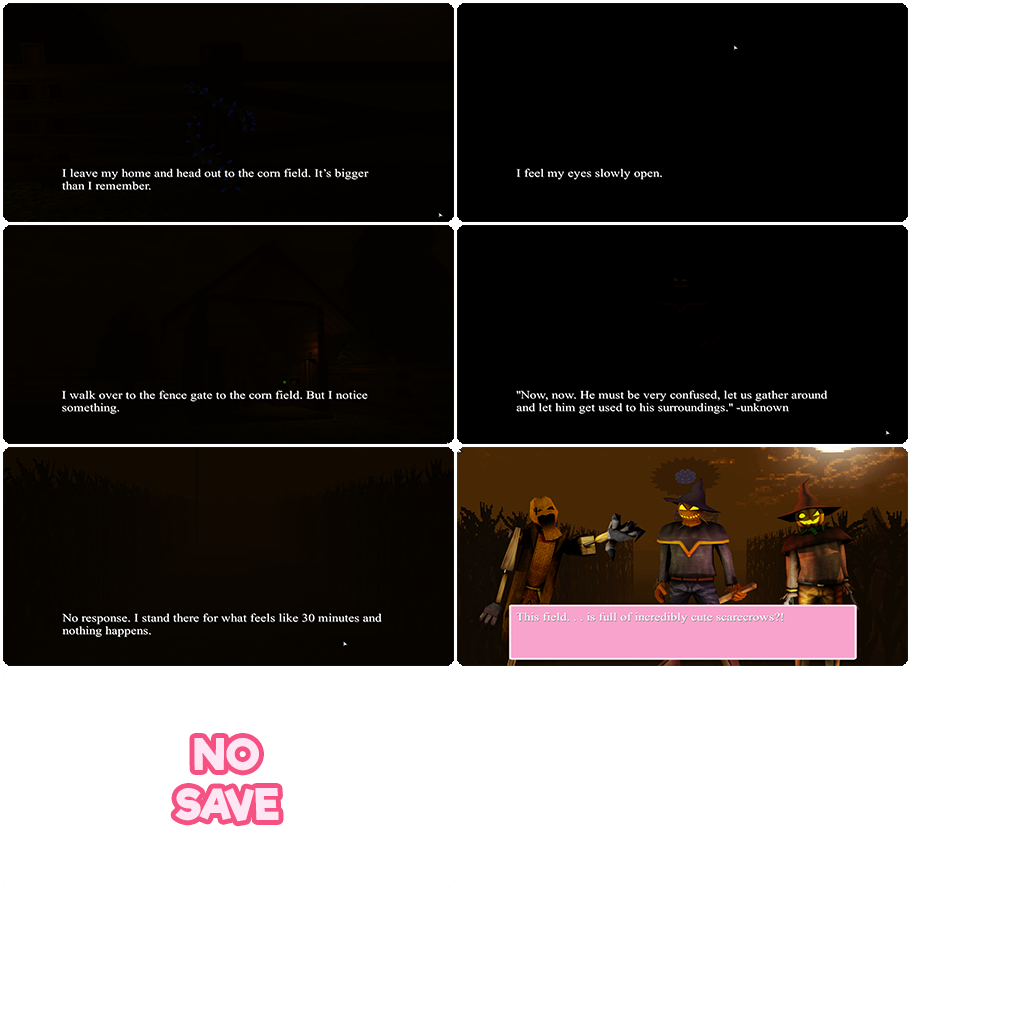 I leave my home and head out to the corn field. It's bigger
than I remember.
I feel my eyes slowly open.
I walk over to the fence gate to the corn field. But I notice
something.
"Now, now. He must be very confused, let us gather around
and let him get used to his surroundings." -unknown
No response. I stand there for what feels like 30 minutes and
nothing happens.
This field. . . is full of incredibly cute scarecrows?!
NO
SAVE